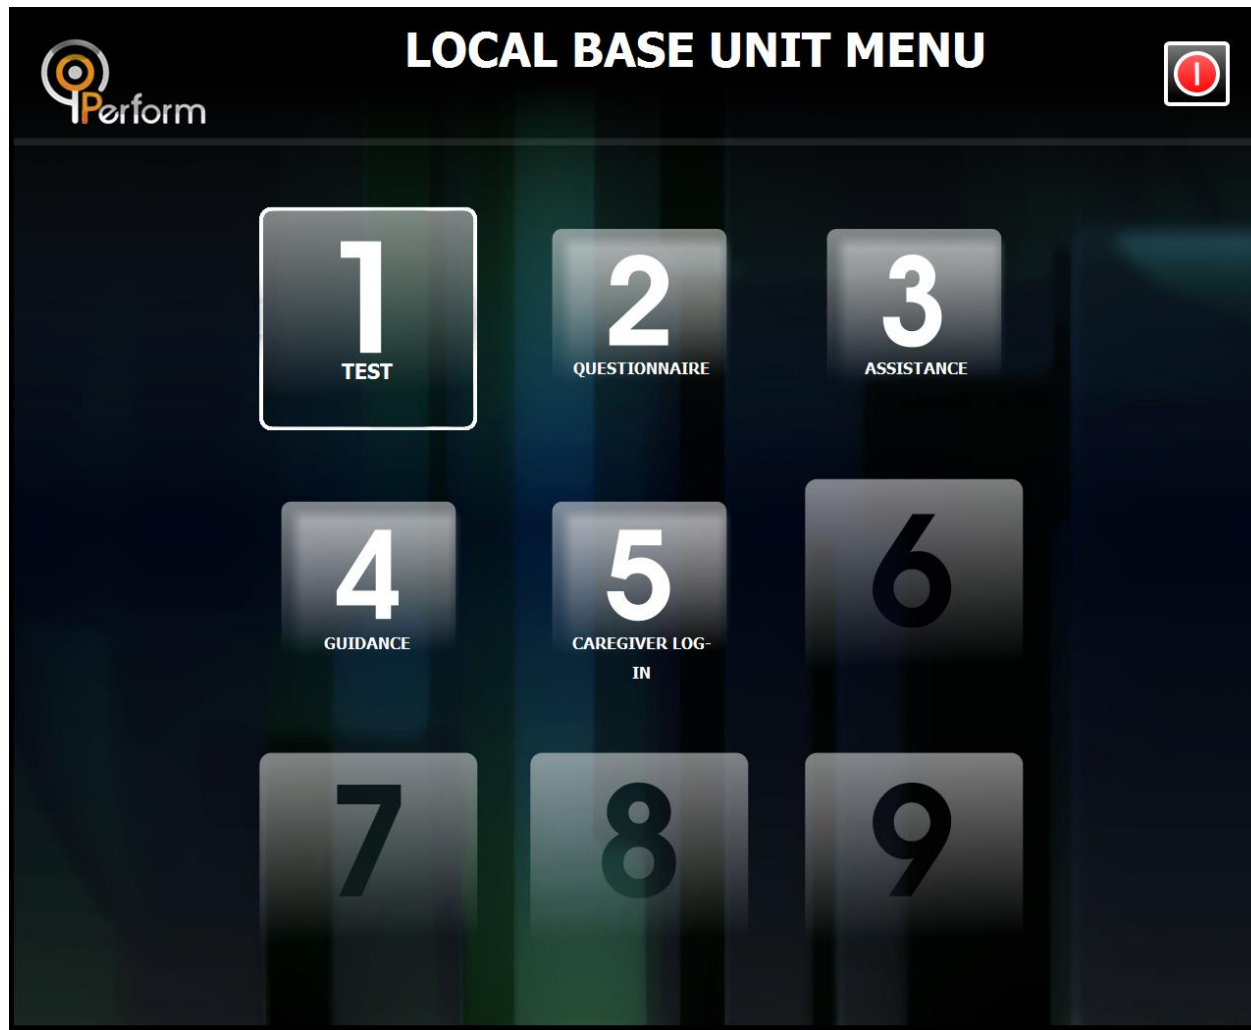 LOCAL BASE UNIT MENU
Perform
1
TEST
2
QUESTIONNAIRE
3
ASSISTANCE
4
GUIDANCE
5
CAREGIVER LOG-
IN
6
7
8
9